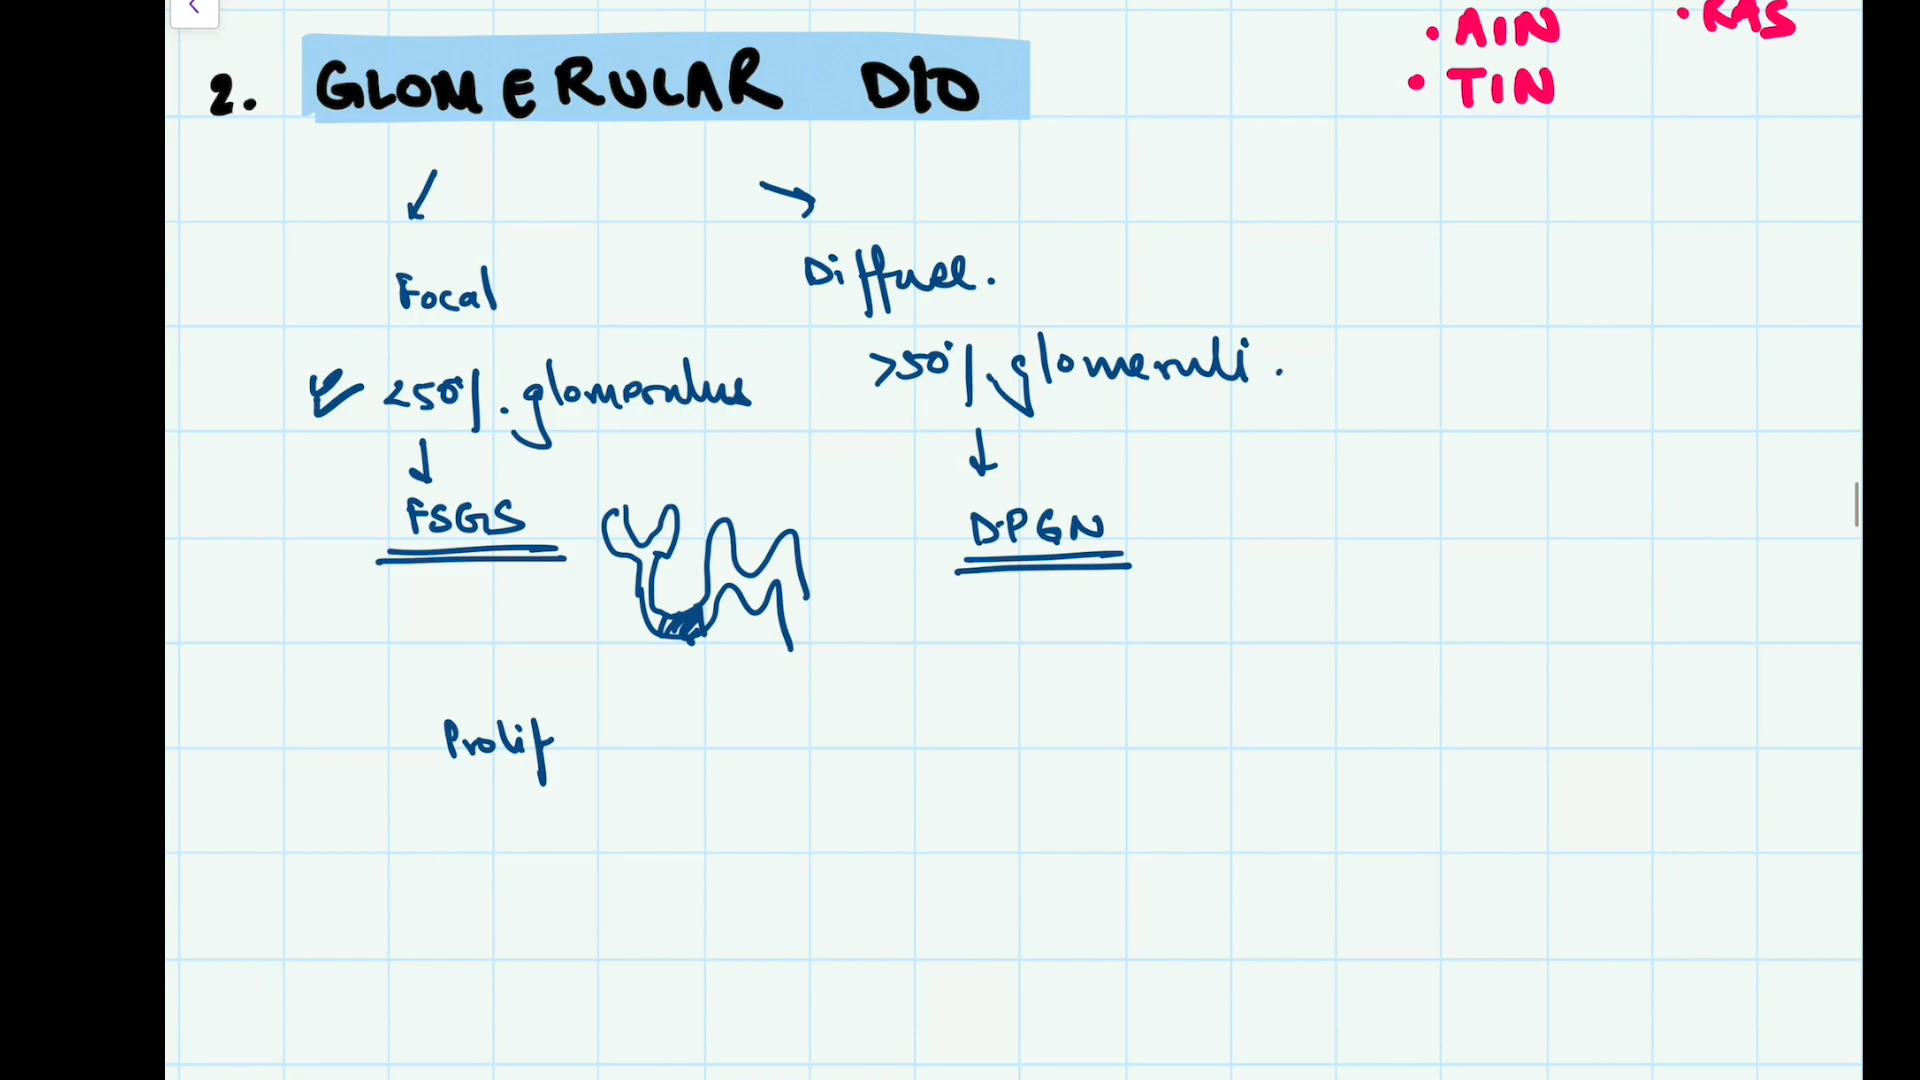 • AIN
• RAS
• TIN
2. GLOMERULAR D/O
Focal
Diffuse.
<50%. glomerulus
>50%. glomeruli.
FSGS
DPGN
Prolif